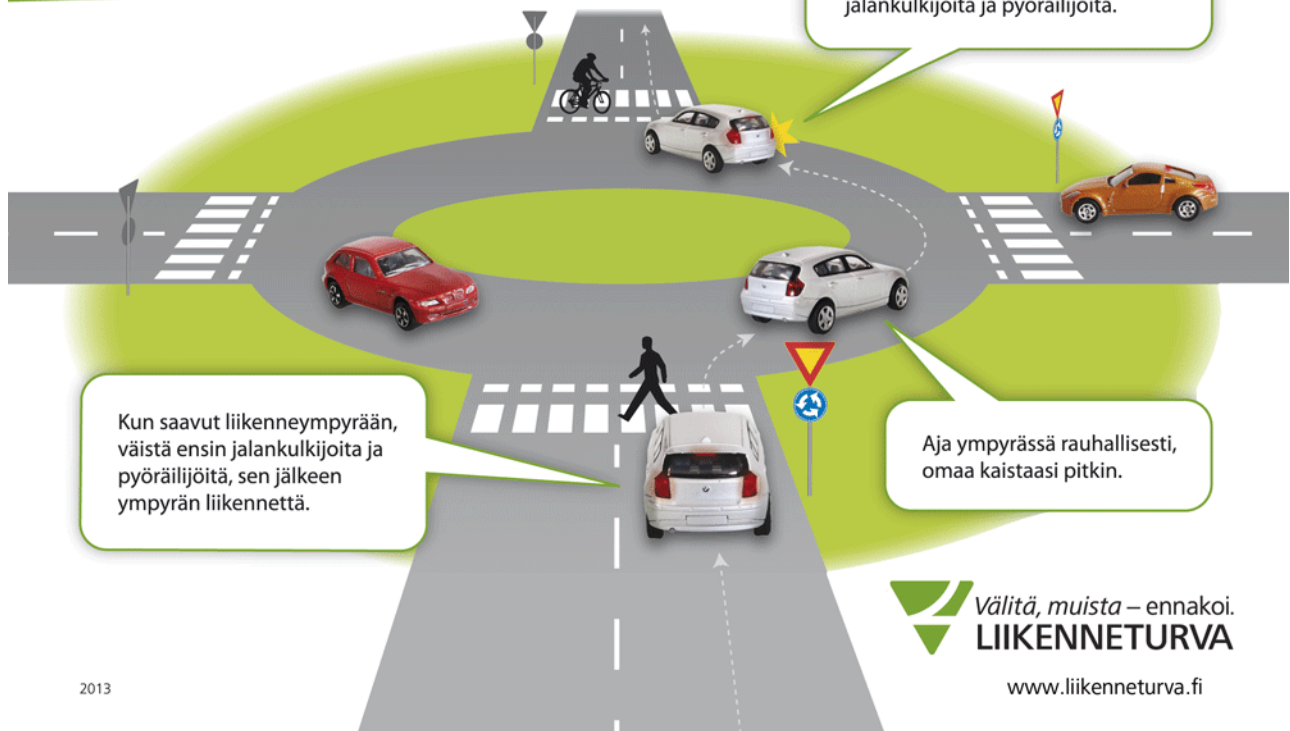 jalankulkijoita ja pyöräilijöitä.
Kun saavut liikenneympyrään,
väistä ensin jalankulkijoita ja
pyöräilijöitä, sen jälkeen
ympyrän liikennettä.
Aja ympyrässä rauhallisesti,
omaa kaistaasi pitkin.
Välitä, muista – ennakoi.
LIIKENNETURVA
www.liikenneturva.fi
2013